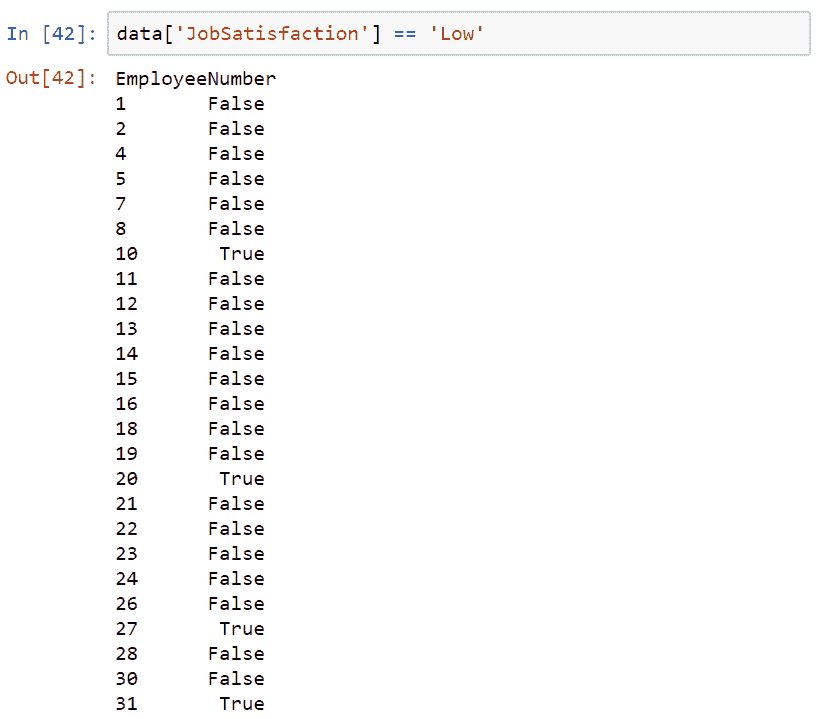 In [42]: data['JobSatisfaction'] == 'Low'
Out[42]: EmployeeNumber
1 False
2 False
4 False
5 False
7 False
8 False
10 True
11 False
12 False
13 False
14 False
15 False
16 False
18 False
19 False
20 True
21 False
22 False
23 False
24 False
26 False
27 True
28 False
30 False
31 True